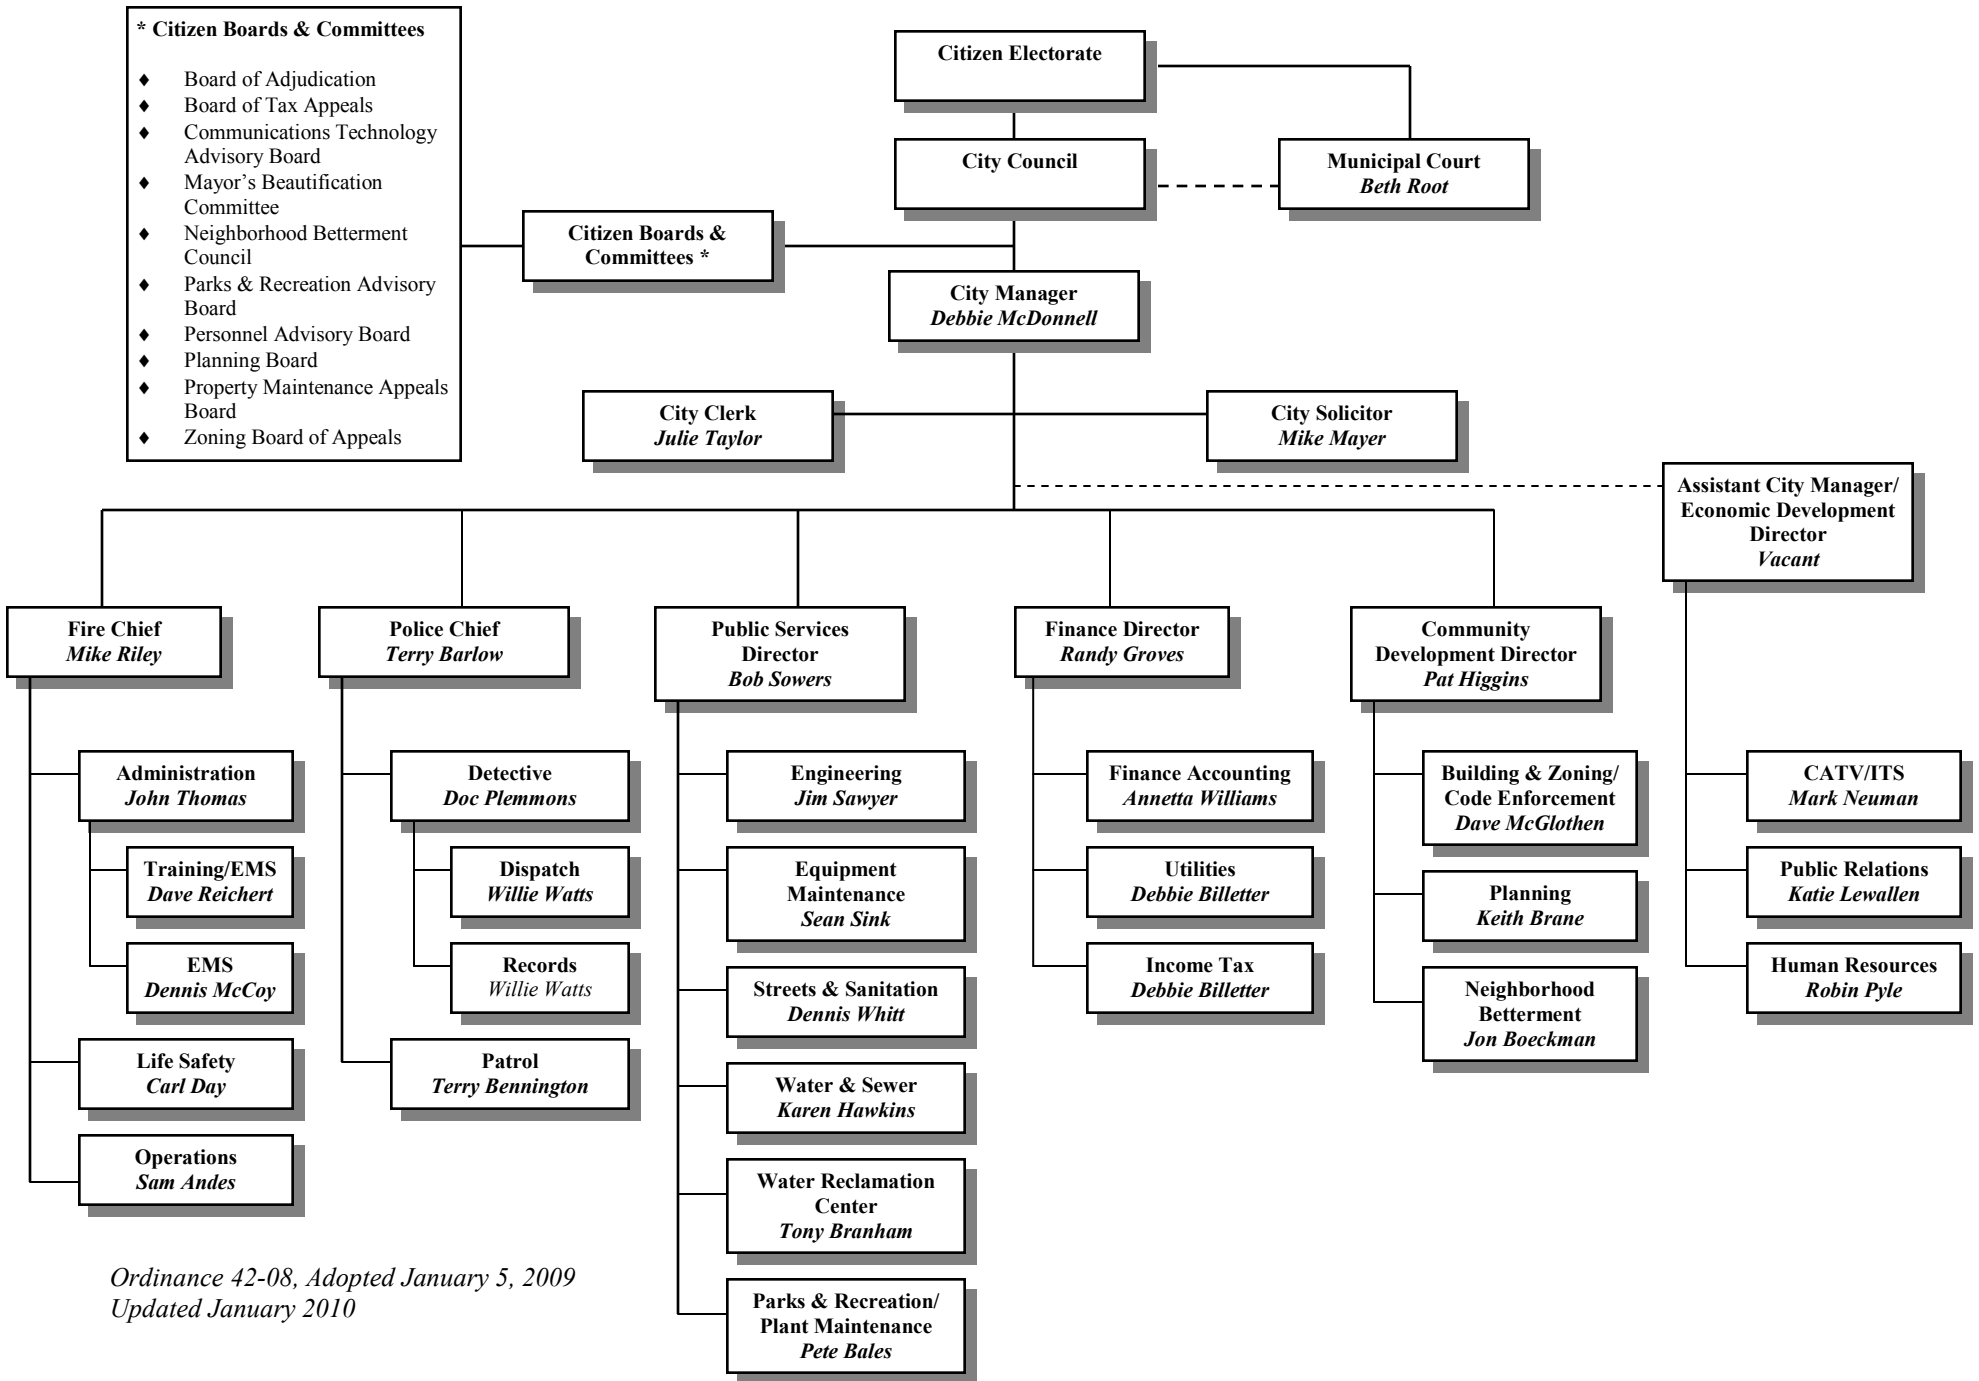 * Citizen Boards & Committees
♦ Board of Adjudication
♦ Board of Tax Appeals
♦ Communications Technology
Advisory Board
♦ Mayor’s Beautification
Committee
♦ Neighborhood Betterment
Council
♦ Parks & Recreation Advisory
Board
♦ Personnel Advisory Board
♦ Planning Board
♦ Property Maintenance Appeals
Board
♦ Zoning Board of Appeals
Citizen Electorate
City Council
Municipal Court
Beth Root
Citizen Boards &
Committees *
City Manager
Debbie McDonnell
City Clerk
Julie Taylor
City Solicitor
Mike Mayer
Assistant City Manager/
Economic Development
Director
Vacant
Fire Chief
Mike Riley
Administration
John Thomas
Training/EMS
Dave Reichert
EMS
Dennis McCoy
Life Safety
Carl Day
Operations
Sam Andes
Police Chief
Terry Barlow
Detective
Doc Plemmons
Dispatch
Willie Watts
Records
Willie Watts
Patrol
Terry Bennington
Public Services
Director
Bob Sowers
Engineering
Jim Sawyer
Equipment
Maintenance
Sean Sink
Streets & Sanitation
Dennis Whitt
Water & Sewer
Karen Hawkins
Water Reclamation
Center
Tony Branham
Parks & Recreation/
Plant Maintenance
Pete Bales
Finance Director
Randy Groves
Finance Accounting
Annetta Williams
Utilities
Debbie Billetter
Income Tax
Debbie Billetter
Community
Development Director
Pat Higgins
Building & Zoning/
Code Enforcement
Dave McGlothen
Planning
Keith Brane
Neighborhood
Betterment
Jon Boeckman
CATV/ITS
Mark Neuman
Public Relations
Katie Lewallen
Human Resources
Robin Pyle
Ordinance 42-08, Adopted January 5, 2009
Updated January 2010